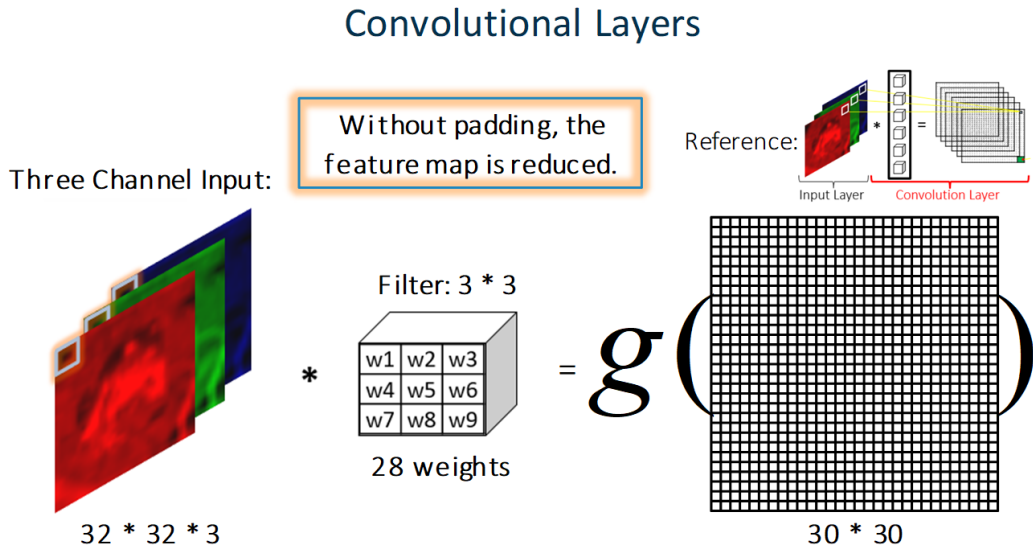 Convolutional Layers
Without padding, the
feature map is reduced.
Reference:
*
=
Input Layer
Convolution Layer
Three Channel Input:
Filter: 3 * 3
w1 w2 w3
w4 w5 w6
w7 w8 w9
*
=
g( )
28 weights
32 * 32 * 3
30 * 30